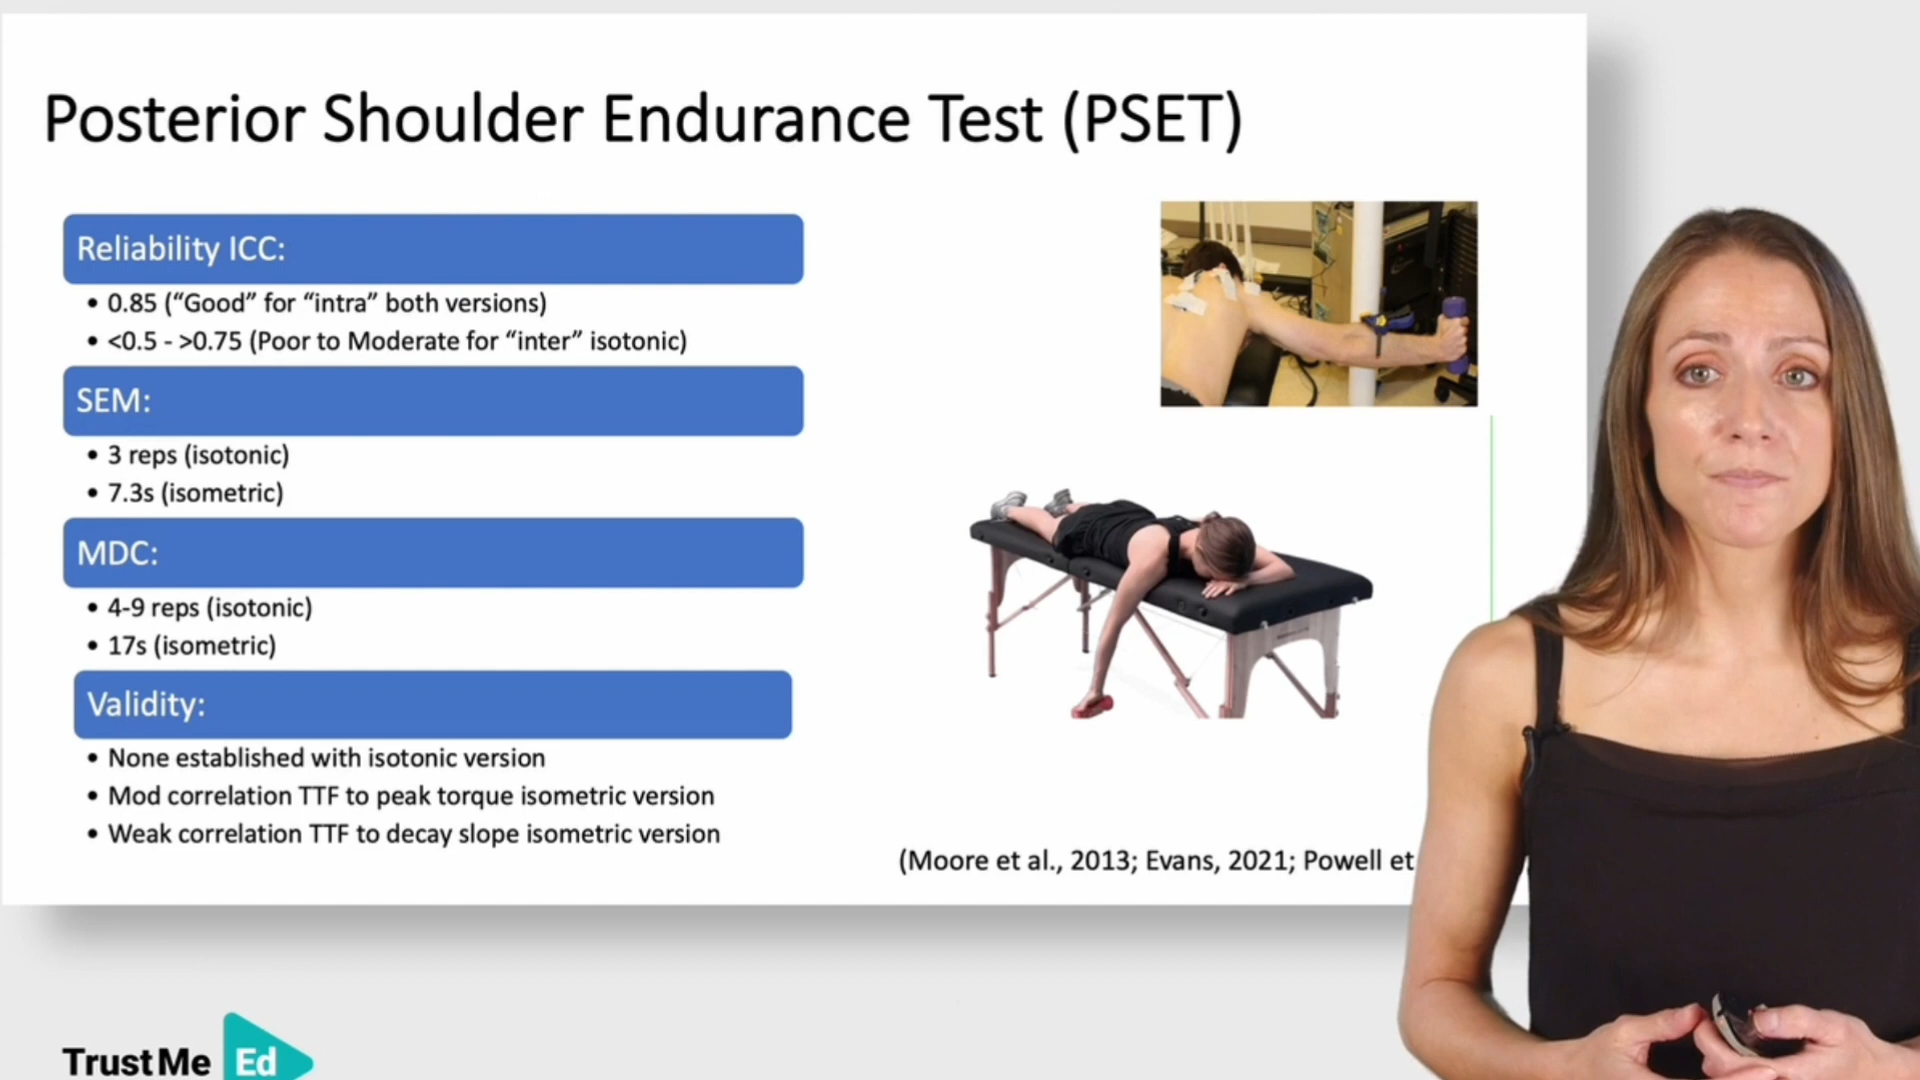 Posterior Shoulder Endurance Test (PSET)
Reliability ICC:
• 0.85 (“Good” for “intra” both versions)
• <0.5 - >0.75 (Poor to Moderate for “inter” isotonic)
SEM:
• 3 reps (isotonic)
• 7.3s (isometric)
MDC:
• 4-9 reps (isotonic)
• 17s (isometric)
Validity:
• None established with isotonic version
• Mod correlation TTF to peak torque isometric version
• Weak correlation TTF to decay slope isometric version
(Moore et al., 2013; Evans, 2021; Powell et
TrustMe Ed